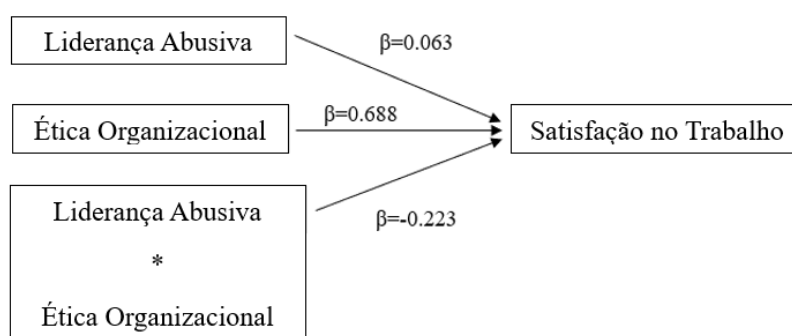 Liderança Abusiva
β=0.063
Ética Organizacional
β=0.688
Satisfação no Trabalho
Liderança Abusiva
*
Ética Organizacional
β=-0.223